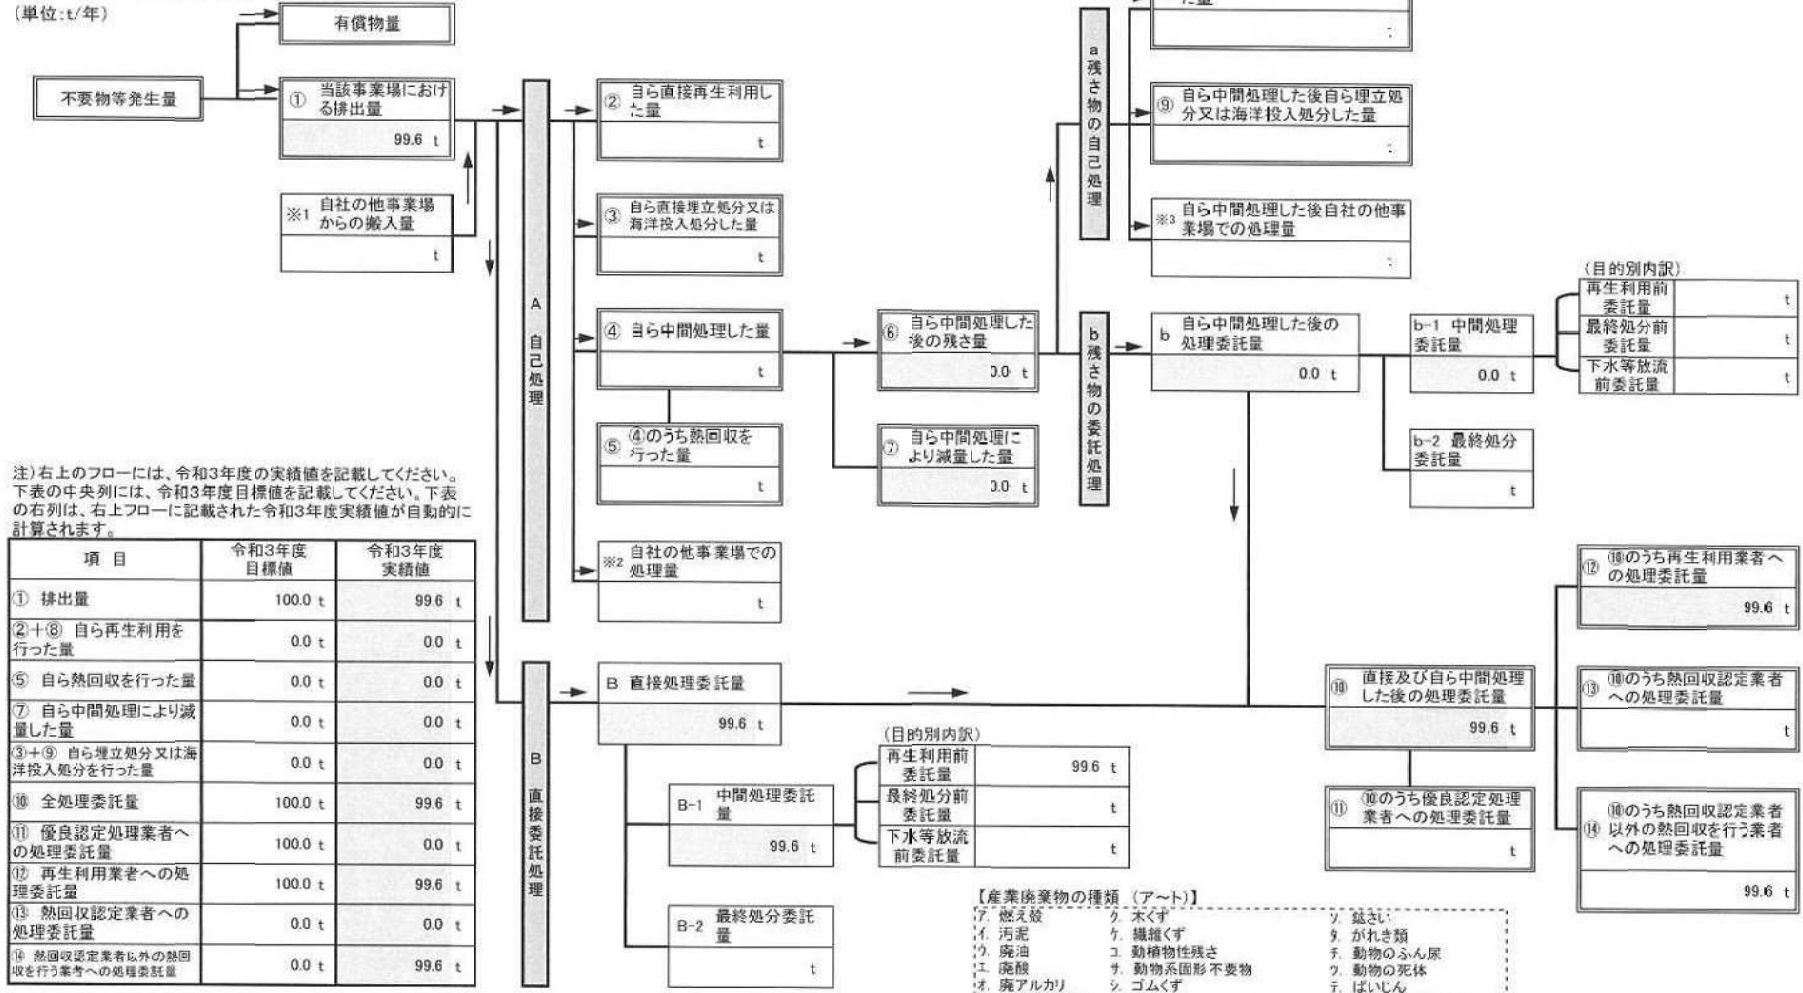 (単位:t/年)
有償物量
不要物等発生量
① 当該事業場におけ
る排出量
99.6 t
※1 自社の他事業場
からの搬入量
t
A 自己処理
② 自ら直接再生利用し
た量
t
③ 自ら直接埋立処分又は
海洋投入処分した量
t
④ 自ら中間処理した量
t
⑤ ④のうち熱回収を
行った量
t
※2 自社の他事業場での
処理量
t
⑥ 自ら中間処理した
後の残さ量
0.0 t
⑦ 自ら中間処理に
より減量した量
0.0 t
a 残さ物の自己処理
た量
⑨ 自ら中間処理した後自ら埋立処
分又は海洋投入処分した量
※3 自ら中間処理した後自社の他事
業場での処理量
b 残さ物の委託処理
b 自ら中間処理した後の
処理委託量
0.0 t
b-1 中間処理
委託量
0.0 t
b-2 最終処分
委託量
t
(目的別内訳)
再生利用前
委託量
t
最終処分前
委託量
t
下水等放流
前委託量
t
注)右上のフローには、令和3年度の実績値を記載してください。
下表の中央列には、令和3年度目標値を記載してください。下表
の右列は、右上フローに記載された令和3年度実績値が自動的に
計算されます。
項 目 令和3年度 令和3年度
目標値 実績値
① 排出量 100.0 t 99.6 t
②+⑧ 自ら再生利用を
行った量 0.0 t 0.0 t
⑤ 自ら熱回収を行った量 0.0 t 0.0 t
⑦ 自ら中間処理により減
量した量 0.0 t 0.0 t
③+⑨ 自ら埋立処分又は海
洋投入処分を行った量 0.0 t 0.0 t
⑩ 全処理委託量 100.0 t 99.6 t
⑪ 優良認定処理業者へ
の処理委託量 100.0 t 0.0 t
⑫ 再生利用業者への処
理委託量 100.0 t 99.6 t
⑬ 熱回収認定業者への
処理委託量 0.0 t 0.0 t
⑭ 熱回収認定業者以外の熱回
収を行う業者への処理委託量 0.0 t 99.6 t
B 直接委託処理
B 直接処理委託量
99.6 t
B-1 中間処理委託
量
99.6 t
B-2 最終処分委託
量
t
(目的別内訳)
再生利用前
委託量
99.6 t
最終処分前
委託量
t
下水等放流
前委託量
t
⑩ 直接及び自ら中間処理
した後の処理委託量
99.6 t
⑪ ⑩のうち優良認定処理
業者への処理委託量
t
⑫ ⑩のうち再生利用業者へ
の処理委託量
99.6 t
⑬ ⑩のうち熱回収認定業者
への処理委託量
t
⑭ ⑩のうち熱回収認定業者
以外の熱回収を行う業者
への処理委託量
99.6 t
【産業廃棄物の種類 (ア~ト)】
ア. 燃え殻 ク. 木くず ソ. 鉱さい
イ. 汚泥 ケ. 繊維くず タ. がれき類
ウ. 廃油 コ. 動植物性残さ チ. 動物のふん尿
エ. 廃酸 サ. 動物系固形不要物 ツ. 動物の死体
オ. 廃アルカリ シ. ゴムくず テ. ばいじん